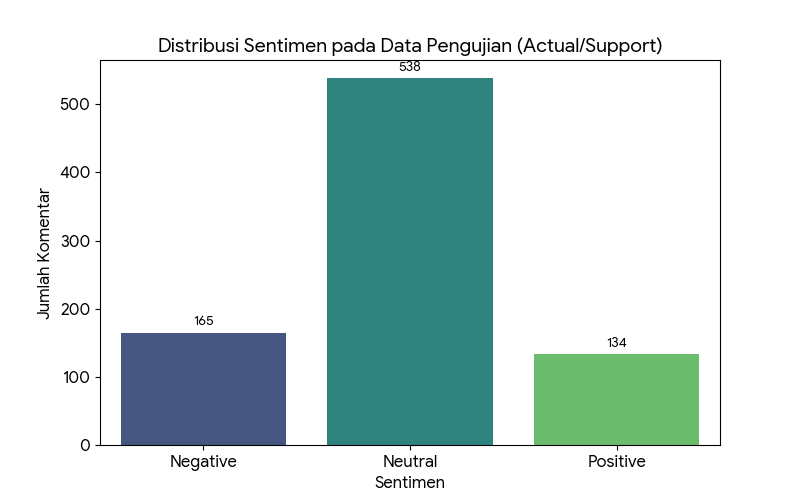 Distribusi Sentimen pada Data Pengujian (Actual/Support)
Jumlah Komentar
500
400
300
200
100
0
165
538
134
Negative
Neutral
Positive
Sentimen